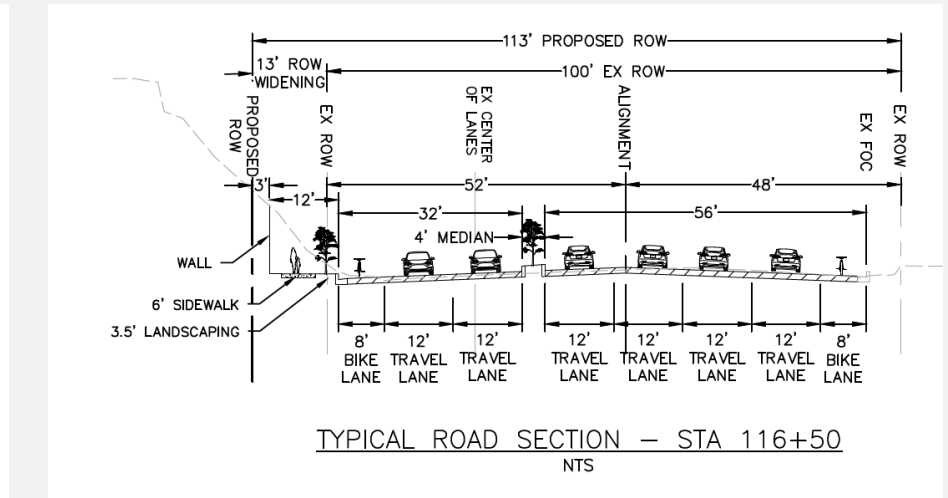 113' PROPOSED ROW
13' ROW
WIDENING
100' EX ROW
PROPOSED
ROW
EX ROW
EX CENTER
OF LANES
ALIGNMENT
EX FOC
EX ROW
3'
12'
52'
48'
32'
56'
4' MEDIAN
WALL
6' SIDEWALK
3.5' LANDSCAPING
8'
BIKE
LANE
12'
TRAVEL
LANE
12'
TRAVEL
LANE
12'
TRAVEL
LANE
12'
TRAVEL
LANE
12'
TRAVEL
LANE
12'
TRAVEL
LANE
8'
BIKE
LANE
TYPICAL ROAD SECTION – STA 116+50
NTS